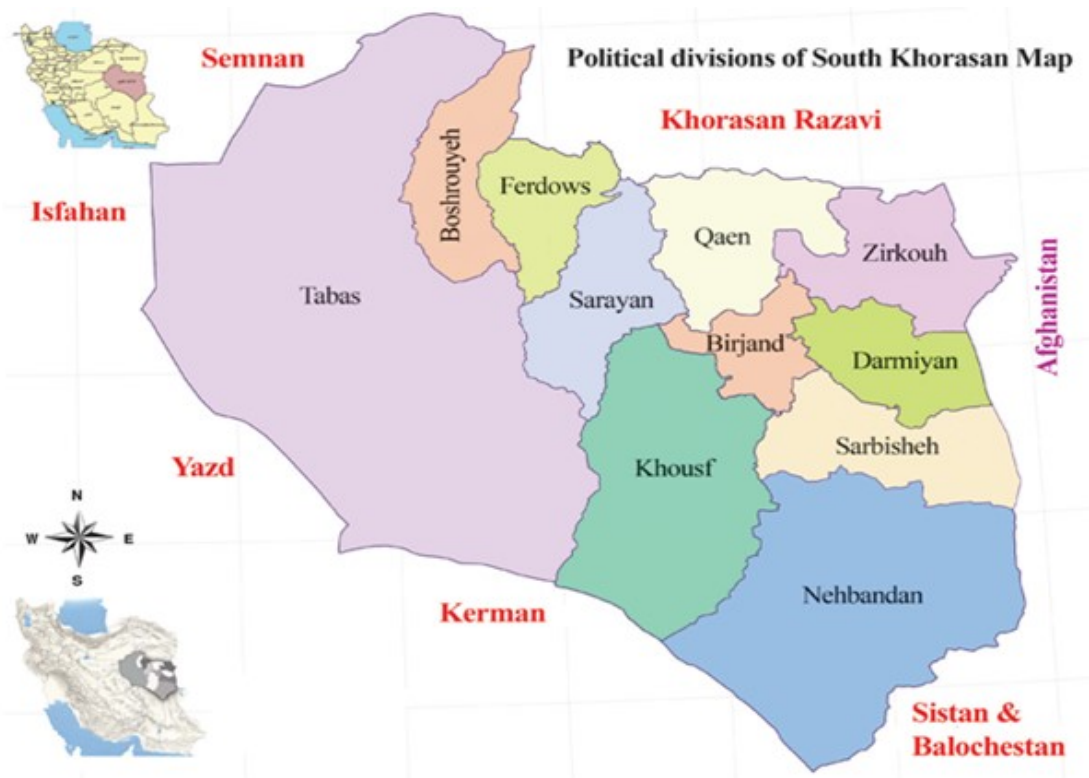 Political divisions of South Khorasan Map
Semnan
Khorasan Razavi
Isfahan
Boshrouyeh
Ferdows
Qaen
Zirkouh
Afghanistan
Tabas
Sarayan
Birjand
Darmiyan
Sarbisheh
Khousf
Yazd
N
W
E
S
Nehbandan
Kerman
Sistan &
Balochestan